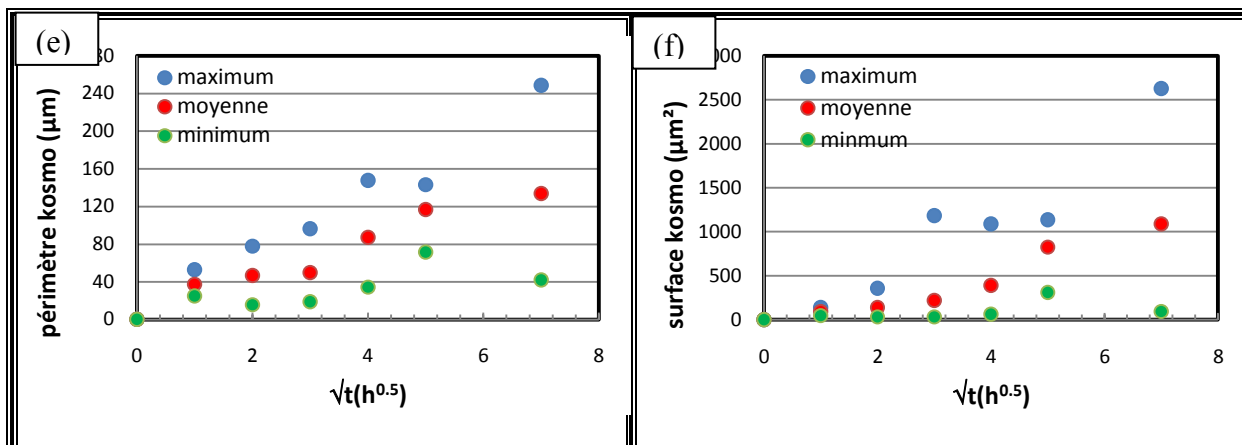 (e)
80
240
200
160
120
80
40
0
maximum
moyenne
minimum
périmètre kosmo (µm)
0 2 4 6 8
√t(h⁰·⁵)
(f)
000
2500
2000
1500
1000
500
0
maximum
moyenne
minmum
surface kosmo (µm²)
0 2 4 6 8
√t(h⁰·⁵)